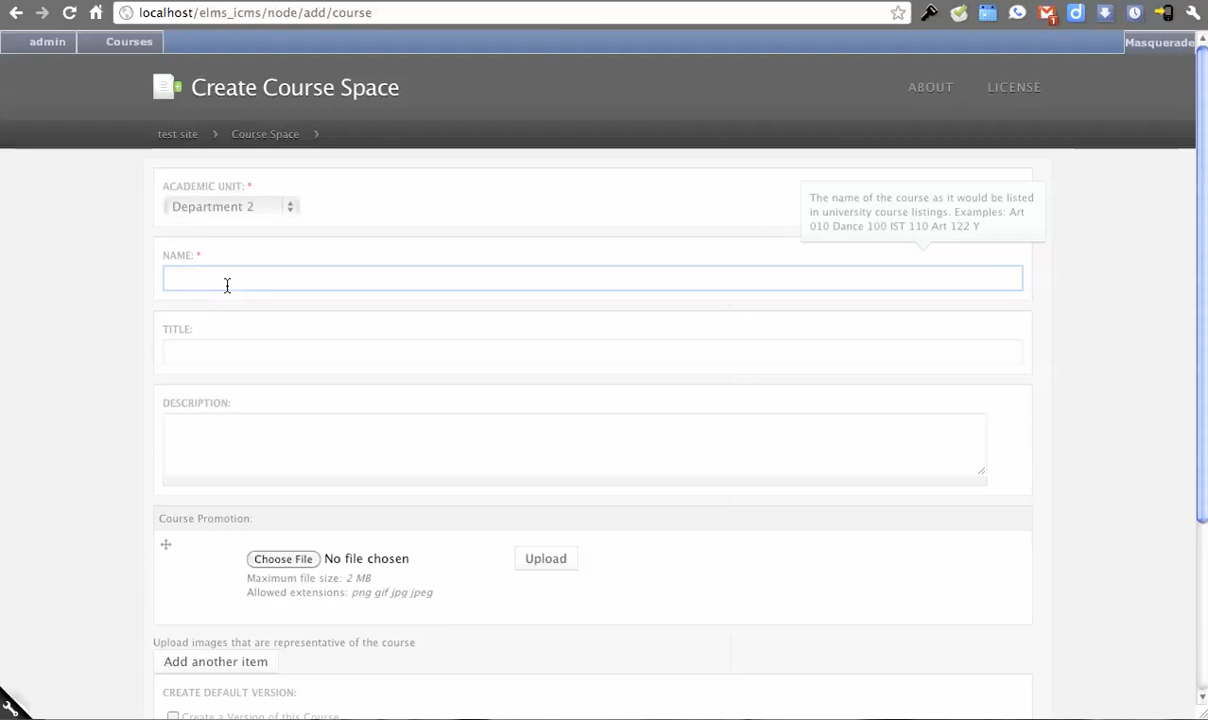 localhost/elms_icms/node/add/course
1
admin
Courses
Masquerade
Create Course Space
ABOUT
LICENSE
test site
Course Space
ACADEMIC UNIT: *
Department 2
The name of the course as it would be listed
in university course listings. Examples: Art
010 Dance 100 IST 110 Art 122 Y
NAME: *
TITLE:
DESCRIPTION:
Course Promotion:
Choose File No file chosen
Upload
Maximum file size: 2 MB
Allowed extensions: png gif jpg jpeg
Upload images that are representative of the course
Add another item
CREATE DEFAULT VERSION:
Create a Version of this Course